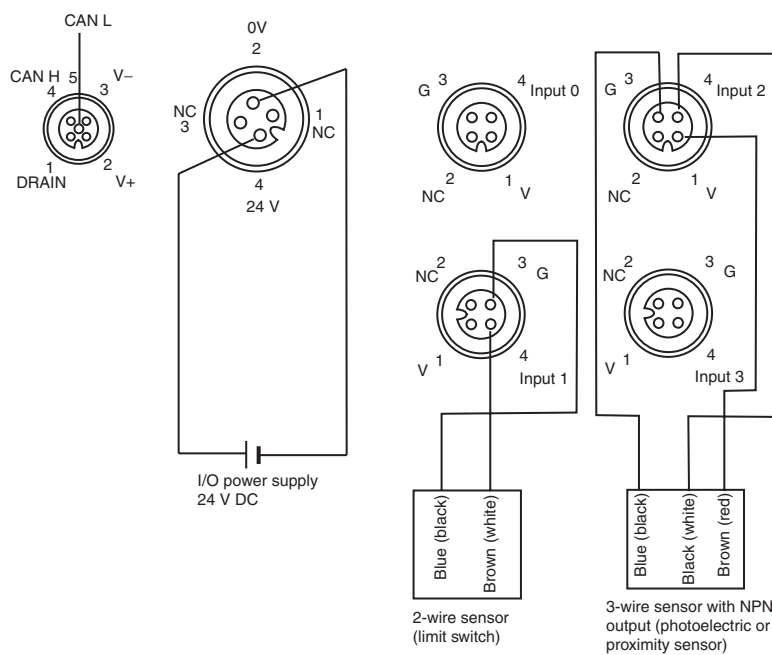 CAN L
CAN H
4
5
3
V–
1
DRAIN
2
V+
0V
2
NC
3
1
NC
4
24 V
I/O power supply
24 V DC
G
3
4
Input 0
2
NC
1
V
NC
2
3
G
V
1
4
Input 1
Blue (black)
Brown (white)
2-wire sensor
(limit switch)
G
3
4
Input 2
2
NC
1
V
NC
2
3
G
V
1
4
Input 3
Blue (black)
Black (white)
Brown (red)
3-wire sensor with NPN
output (photoelectric or
proximity sensor)